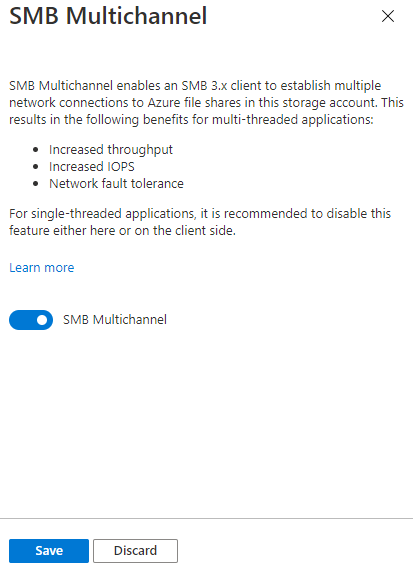 SMB Multichannel
SMB Multichannel enables an SMB 3.x client to establish multiple
network connections to Azure file shares in this storage account. This
results in the following benefits for multi-threaded applications:
• Increased throughput
• Increased IOPS
• Network fault tolerance
For single-threaded applications, it is recommended to disable this
feature either here or on the client side.
Learn more
SMB Multichannel
Save
Discard